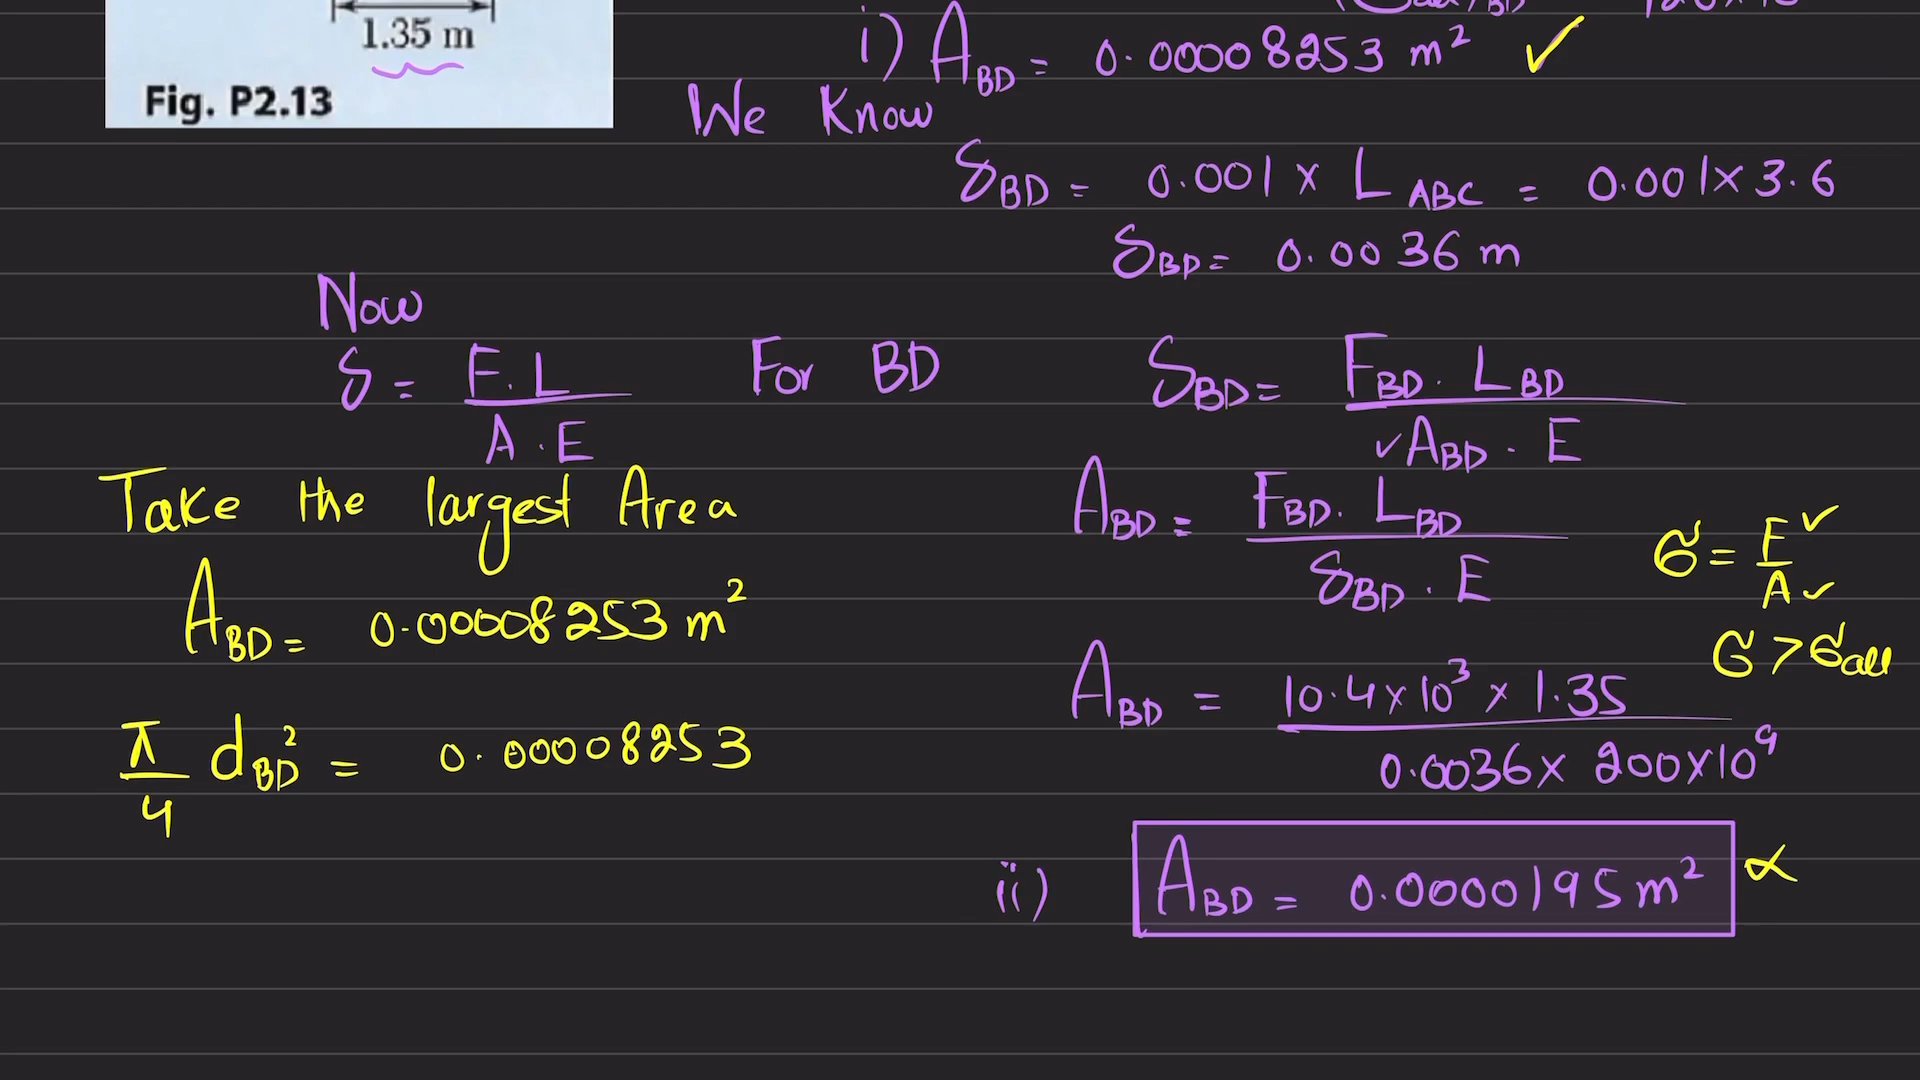 1.35 m
Fig. P2.13
i) A_BD = 0.00008253 m² ✓
We Know
δ_BD = 0.001 × L_ABC = 0.001 × 3.6
δ_BD = 0.0036 m
Now
δ = F.L / A.E For BD δ_BD = F_BD . L_BD / ✓A_BD . E
Take the largest Area
A_BD = F_BD . L_BD / δ_BD . E
σ = F✓ / A✓
A_BD = 0.00008253 m²
σ > σ_all
A_BD = 10.4×10³ × 1.35 / 0.0036 × 200×10⁹
π/4 d_BD² = 0.00008253
ii) A_BD = 0.0000195 m² ∝